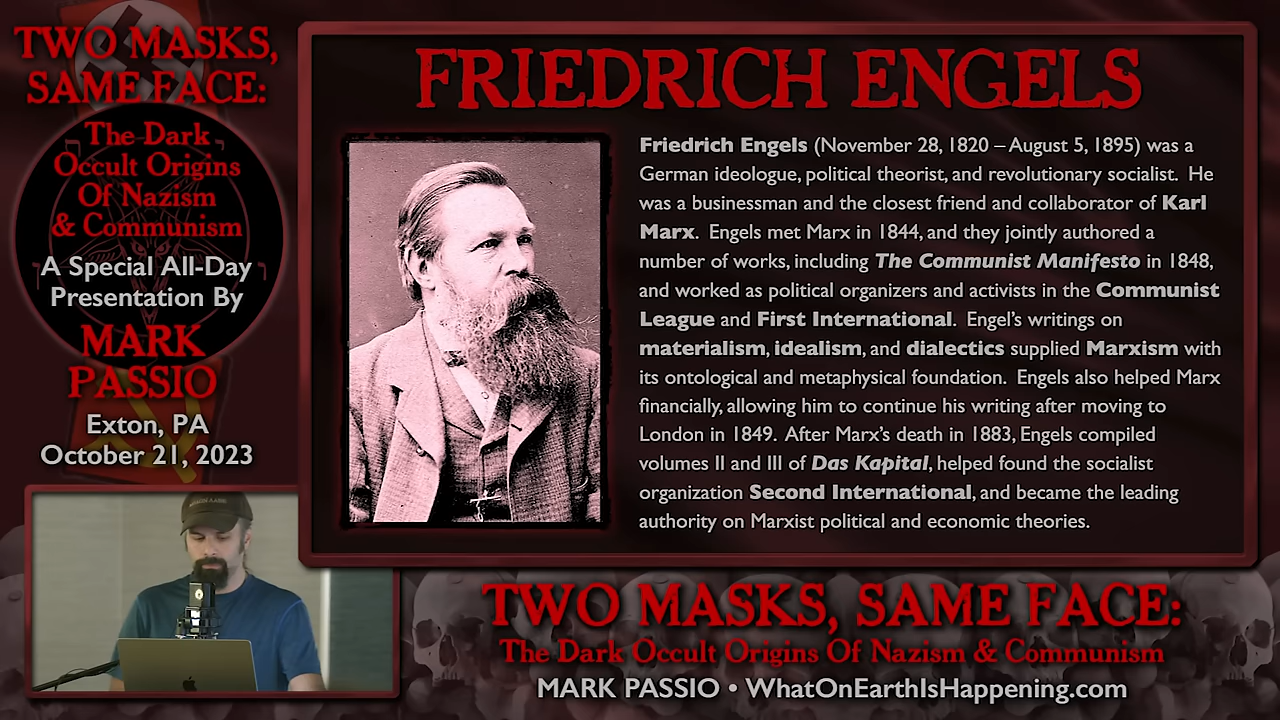 TWO MASKS,
SAME FACE:
The Dark
Occult Origins
Of Nazism
& Communism
A Special All-Day
Presentation By
MARK
PASSIO
Exton, PA
October 21, 2023
FRIEDRICH ENGELS
Friedrich Engels (November 28, 1820 – August 5, 1895) was a
German ideologue, political theorist, and revolutionary socialist. He
was a businessman and the closest friend and collaborator of Karl
Marx. Engels met Marx in 1844, and they jointly authored a
number of works, including The Communist Manifesto in 1848,
and worked as political organizers and activists in the Communist
League and First International. Engel's writings on
materialism, idealism, and dialectics supplied Marxism with
its ontological and metaphysical foundation. Engels also helped Marx
financially, allowing him to continue his writing after moving to
London in 1849. After Marx's death in 1883, Engels compiled
volumes II and III of Das Kapital, helped found the socialist
organization Second International, and became the leading
authority on Marxist political and economic theories.
TWO MASKS, SAME FACE:
The Dark Occult Origins Of Nazism & Communism
MARK PASSIO • WhatOnEarthIsHappening.com